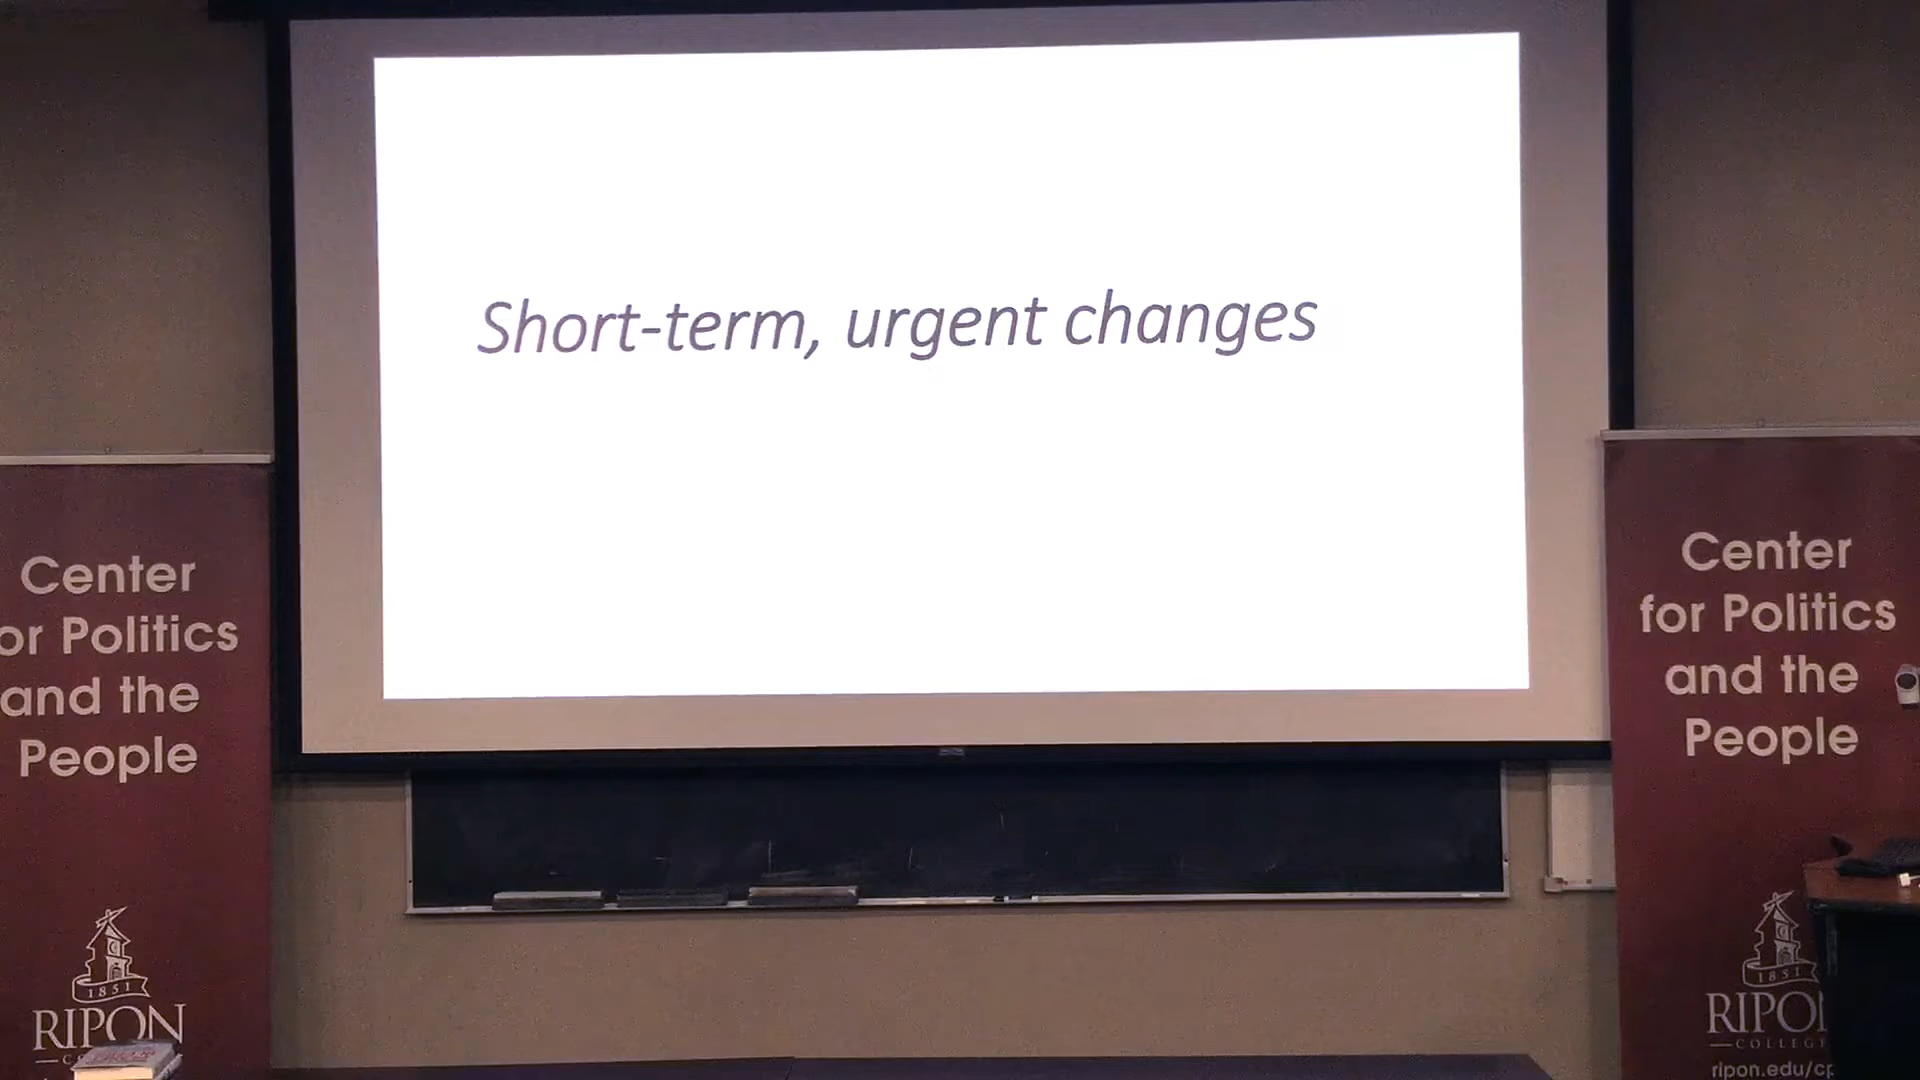 Short-term, urgent changes
Center
or Politics
and the
People
1851
RIPON
Center
for Politics
and the
People
1851
RIPO
COLLEGE
ripon.edu/cp